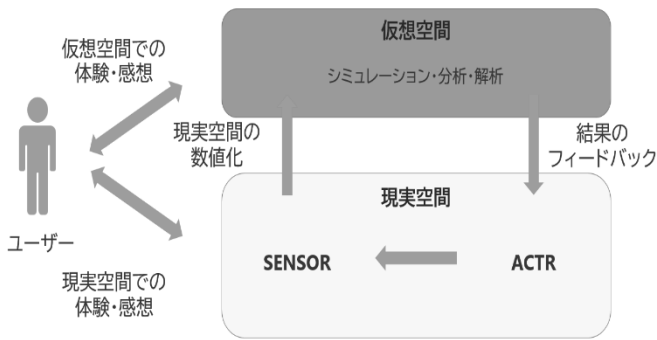 仮想空間での
体験・感想
仮想空間
シミュレーション・分析・解析
現実空間の
数値化
結果の
フィードバック
ユーザー
現実空間
SENSOR
ACTR
現実空間での
体験・感想